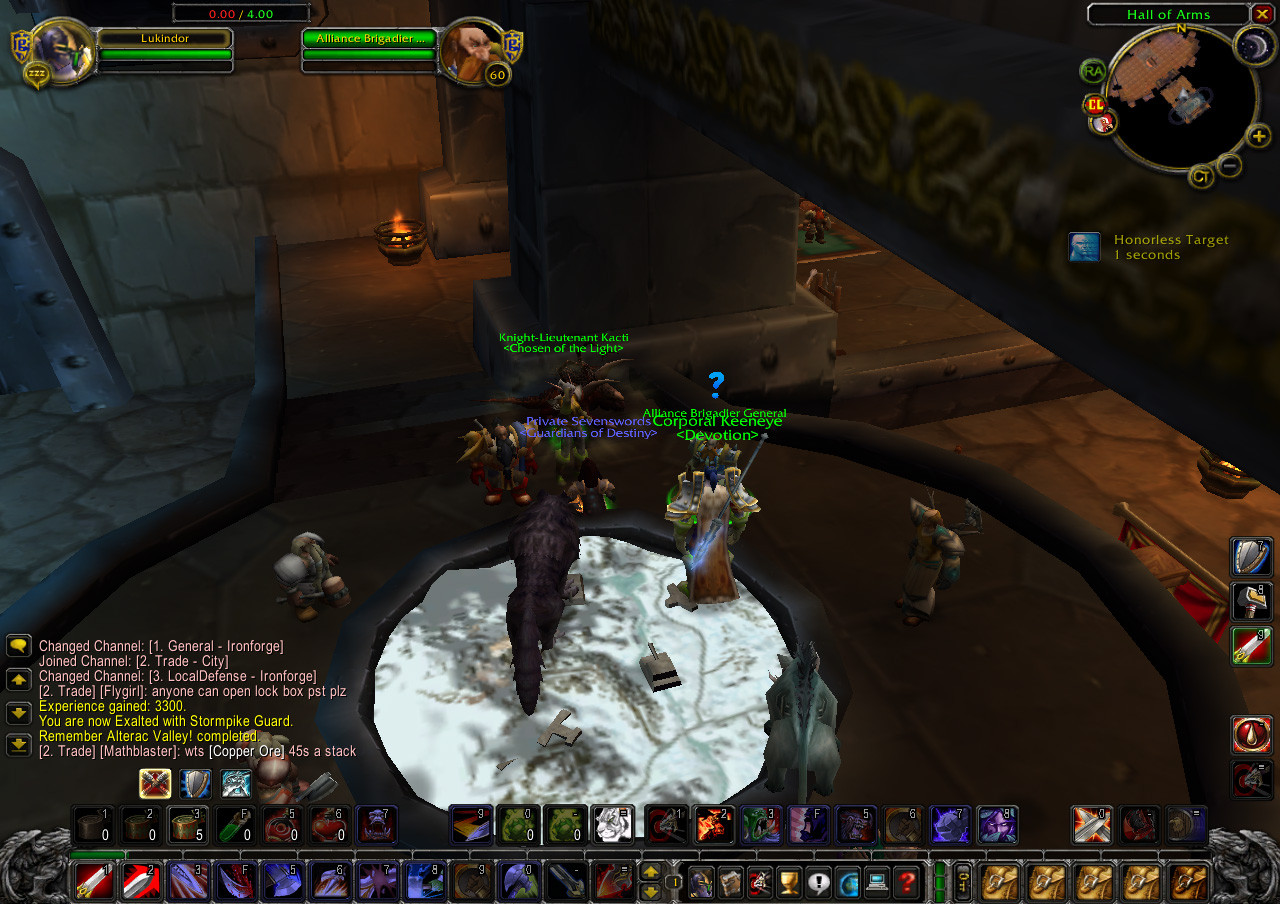 0.00 / 4.00
Lukindor
Alliance Brigadier ...
zzz
60
Hall of Arms
N
RA
CL
CT
Honorless Target
1 seconds
Knight-Lieutenant Kacti
<Chosen of the Light>
?
Alliance Brigadier General
Private Sevenswords
Corporal Keeneye
<Guardians of Destiny>
<Devotion>
Changed Channel: [1. General - Ironforge]
Joined Channel: [2. Trade - City]
Changed Channel: [3. LocalDefense - Ironforge]
[2. Trade] [Flygirl]: anyone can open lock box pst plz
Experience gained: 3300.
You are now Exalted with Stormpike Guard.
Remember Alterac Valley! completed.
[2. Trade] [Mathblaster]: wts [Copper Ore] 45s a stack